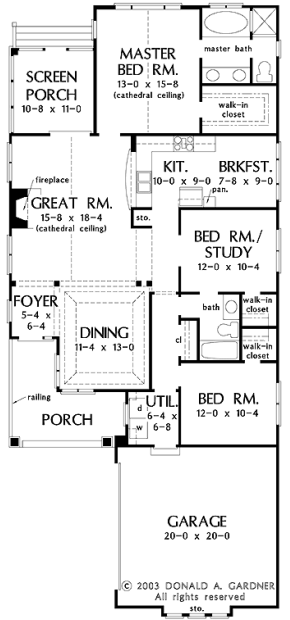 MASTER
BED RM.
13-0 x 15-8
(cathedral ceiling)
master bath
SCREEN
PORCH
10-8 x 11-0
walk-in
closet
fireplace
GREAT RM.
15-8 x 18-4
(cathedral ceiling)
KIT.
10-0 x 9-0
BRKFST.
7-8 x 9-0
pan.
sto.
BED RM./
STUDY
12-0 x 10-4
FOYER
5-4 x
6-4
DINING
11-4 x 13-0
bath
walk-in
closet
cl
walk-in
closet
railing
PORCH
d
w
UTIL.
6-4 x
6-8
BED RM.
12-0 x 10-4
GARAGE
20-0 x 20-0
© 2003 DONALD A. GARDNER
All rights reserved
sto.